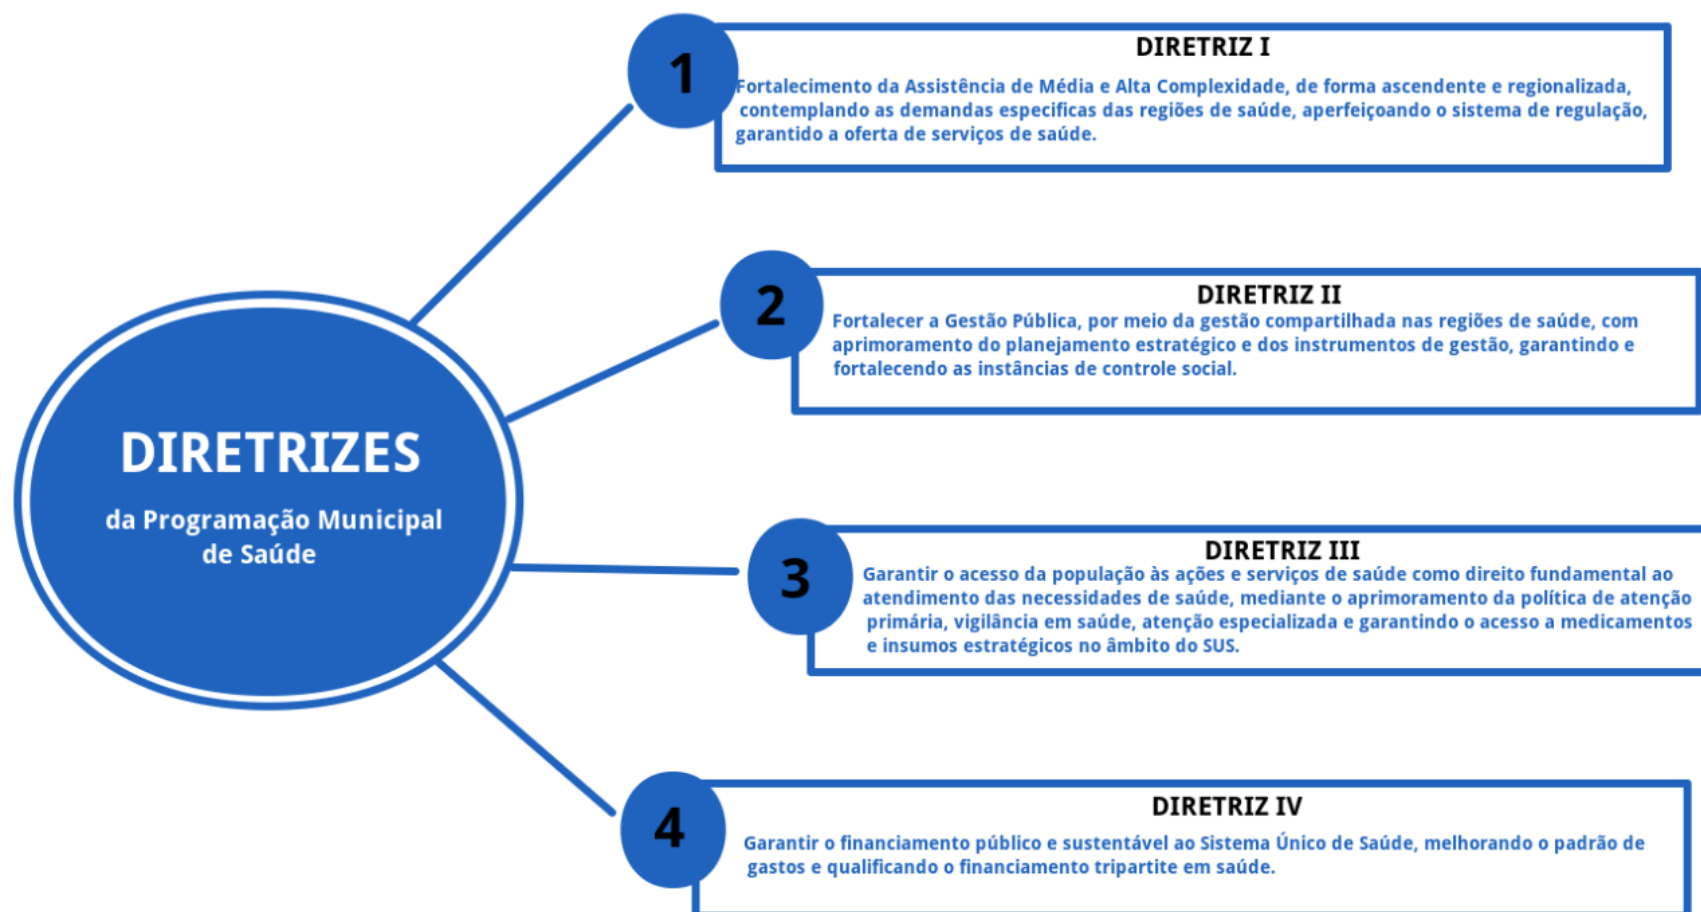 DIRETRIZES
da Programação Municipal
de Saúde
1
DIRETRIZ I
Fortalecimento da Assistência de Média e Alta Complexidade, de forma ascendente e regionalizada,
contemplando as demandas especificas das regiões de saúde, aperfeiçoando o sistema de regulação,
garantido a oferta de serviços de saúde.
2
DIRETRIZ II
Fortalecer a Gestão Pública, por meio da gestão compartilhada nas regiões de saúde, com
aprimoramento do planejamento estratégico e dos instrumentos de gestão, garantindo e
fortalecendo as instâncias de controle social.
3
DIRETRIZ III
Garantir o acesso da população às ações e serviços de saúde como direito fundamental ao
atendimento das necessidades de saúde, mediante o aprimoramento da política de atenção
primária, vigilância em saúde, atenção especializada e garantindo o acesso a medicamentos
e insumos estratégicos no âmbito do SUS.
4
DIRETRIZ IV
Garantir o financiamento público e sustentável ao Sistema Único de Saúde, melhorando o padrão de
gastos e qualificando o financiamento tripartite em saúde.